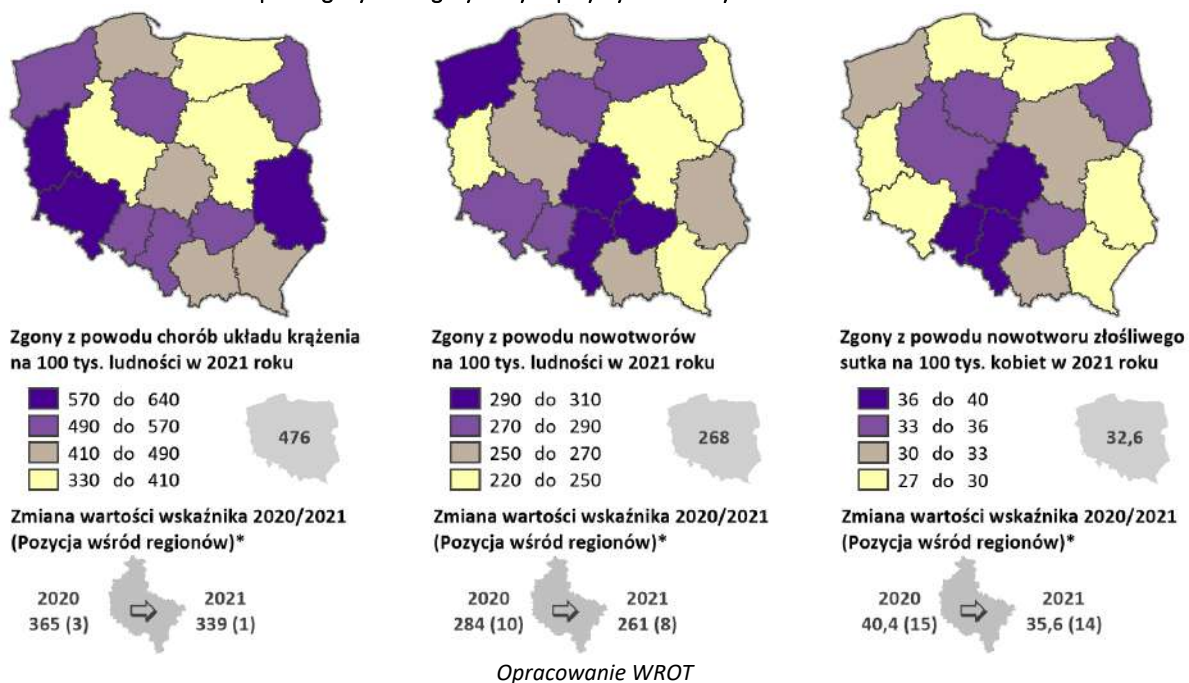 Zgony z powodu chorób układu krążenia
na 100 tys. ludności w 2021 roku
570 do 640
490 do 570
410 do 490
330 do 410
476
Zmiana wartości wskaźnika 2020/2021
(Pozycja wśród regionów)*
2020
365 (3)
2021
339 (1)
Zgony z powodu nowotworów
na 100 tys. ludności w 2021 roku
290 do 310
270 do 290
250 do 270
220 do 250
268
Zmiana wartości wskaźnika 2020/2021
(Pozycja wśród regionów)*
2020
284 (10)
2021
261 (8)
Zgony z powodu nowotworu złośliwego
sutka na 100 tys. kobiet w 2021 roku
36 do 40
33 do 36
30 do 33
27 do 30
32,6
Zmiana wartości wskaźnika 2020/2021
(Pozycja wśród regionów)*
2020
40,4 (15)
2021
35,6 (14)
Opracowanie WROT